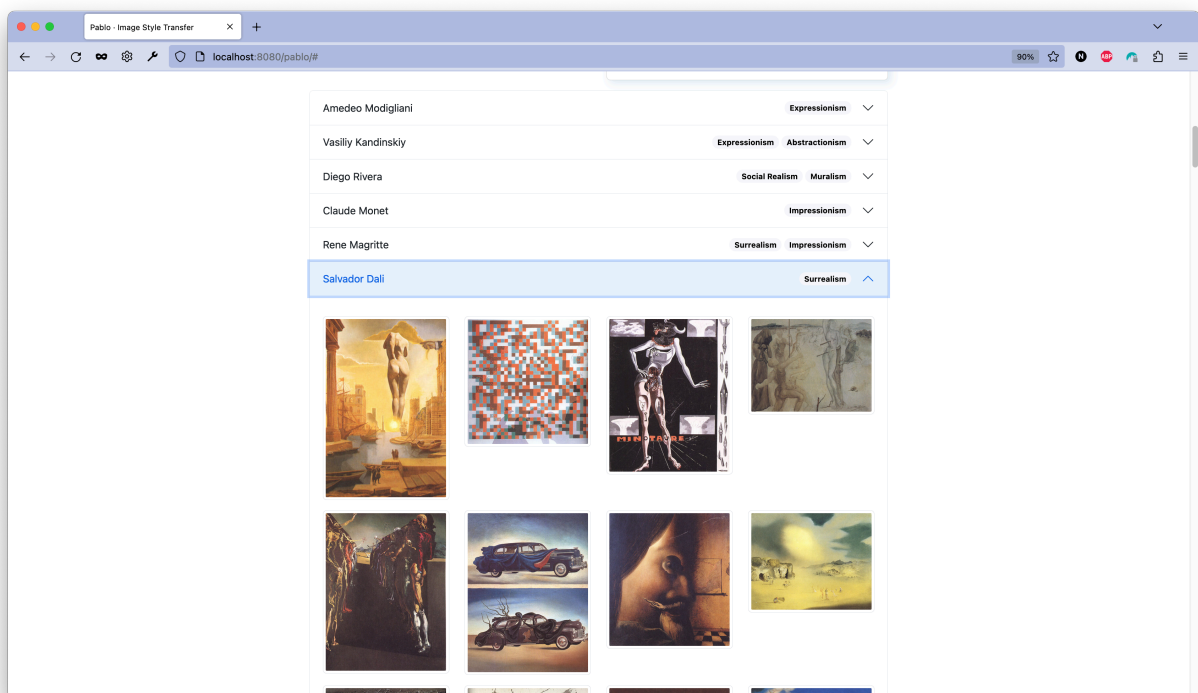 Pablo - Image Style Transfer
localhost:8080/pablo/#
90%
N
ABP
Amedeo Modigliani Expressionism
Vasiliy Kandinskiy Expressionism Abstractionism
Diego Rivera Social Realism Muralism
Claude Monet Impressionism
Rene Magritte Surrealism Impressionism
Salvador Dali Surrealism
MINOTAURE